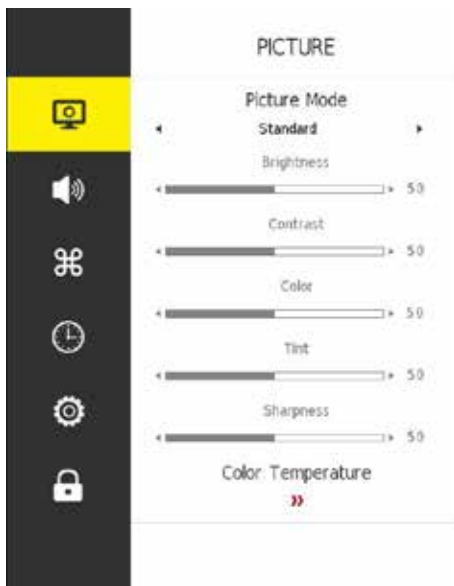 PICTURE
Picture Mode
Standard
Brightness
50
Contrast
50
Color
50
Tint
50
Sharpness
50
Color Temperature